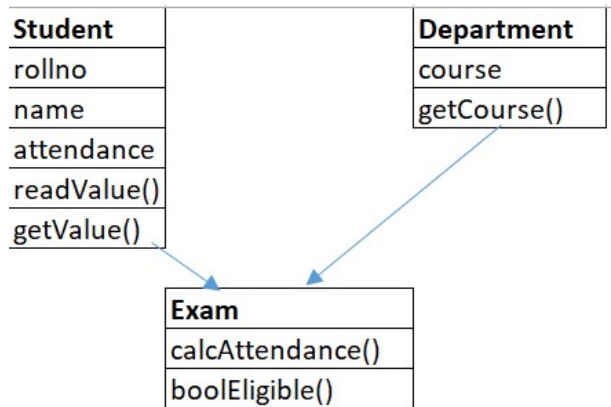 Student
rollno
name
attendance
readValue()
getValue()
Department
course
getCourse()
Exam
calcAttendance()
boolEligible()